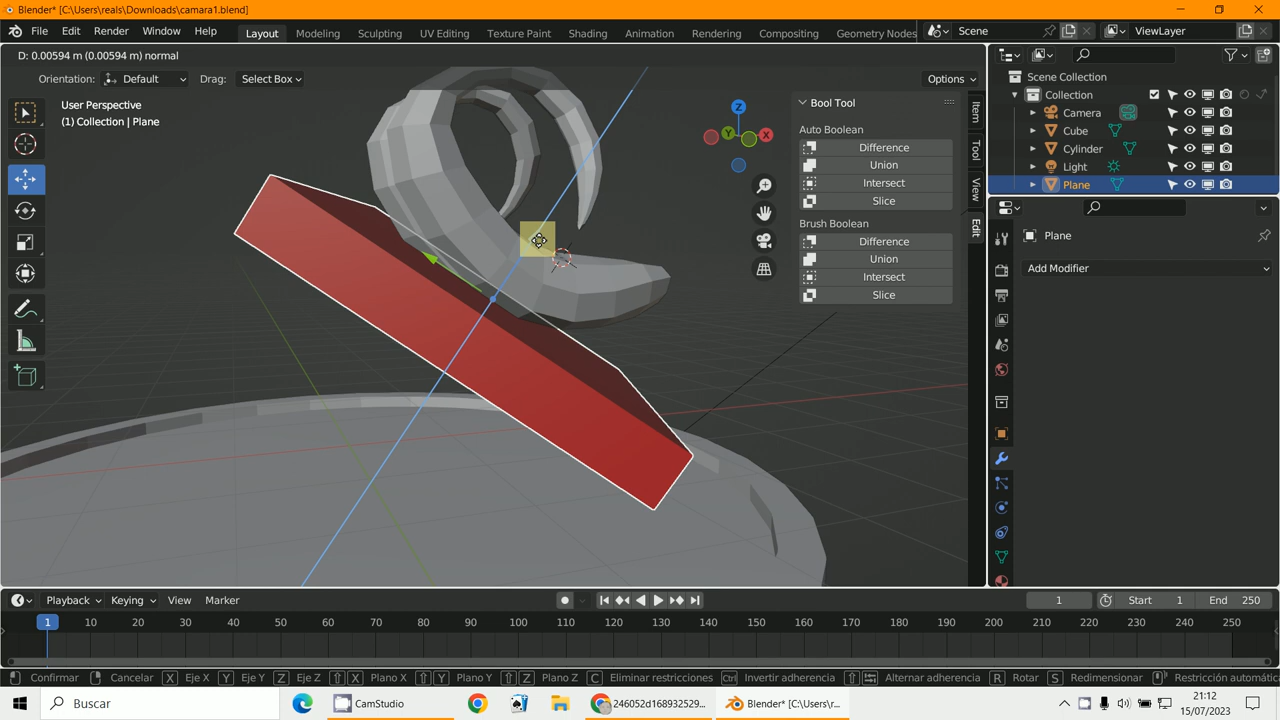 Blender* [C:\Users\reals\Downloads\camara1.blend]
File Edit Render Window Help Layout Modeling Sculpting UV Editing Texture Paint Shading Animation Rendering Compositing Geometry Nodes Scene ViewLayer
D: 0.00594 m (0.00594 m) normal
Orientation: Default Drag: Select Box Options
User Perspective
(1) Collection | Plane
Z
Y
X
Bool Tool
Auto Boolean
Difference
Union
Intersect
Slice
Brush Boolean
Difference
Union
Intersect
Slice
Item
Tool
View
Edit
Scene Collection
Collection
Camera
Cube
Cylinder
Light
Plane
Plane
Add Modifier
Playback Keying View Marker 1 Start 1 End 250
1 10 20 30 40 50 60 70 80 90 100 110 120 130 140 150 160 170 180 190 200 210 220 230 240 250
Confirmar Cancelar X Eje X Y Eje Y Z Eje Z X Plano X Y Plano Y Z Plano Z C Eliminar restricciones Ctrl Invertir adherencia Alternar adherencia R Rotar S Redimensionar Restricción automática
Buscar CamStudio 246052d168932529... Blender* [C:\Users\r... 21:12
15/07/2023